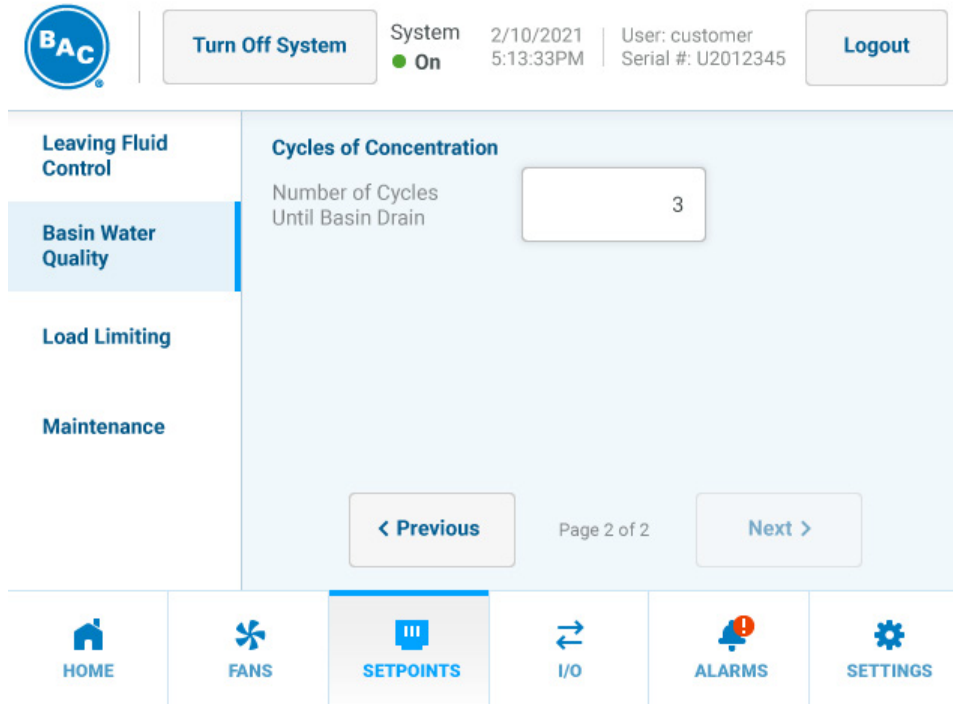 BAC
®
Turn Off System
System
On
2/10/2021
5:13:33PM
User: customer
Serial #: U2012345
Logout
Leaving Fluid
Control
Basin Water
Quality
Load Limiting
Maintenance
Cycles of Concentration
Number of Cycles
Until Basin Drain
3
< Previous
Page 2 of 2
Next >
HOME
FANS
SETPOINTS
I/O
ALARMS
SETTINGS